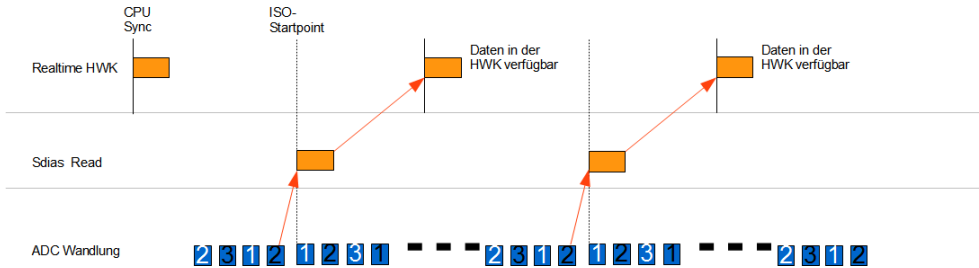 CPU
Sync
ISO-
Startpoint
Realtime HWK
Daten in der
HWK verfügbar
Daten in der
HWK verfügbar
Sdias Read
ADC Wandlung
2 3 1 2 1 2 3 1 2 3 1 2 1 2 3 1 2 3 1 2